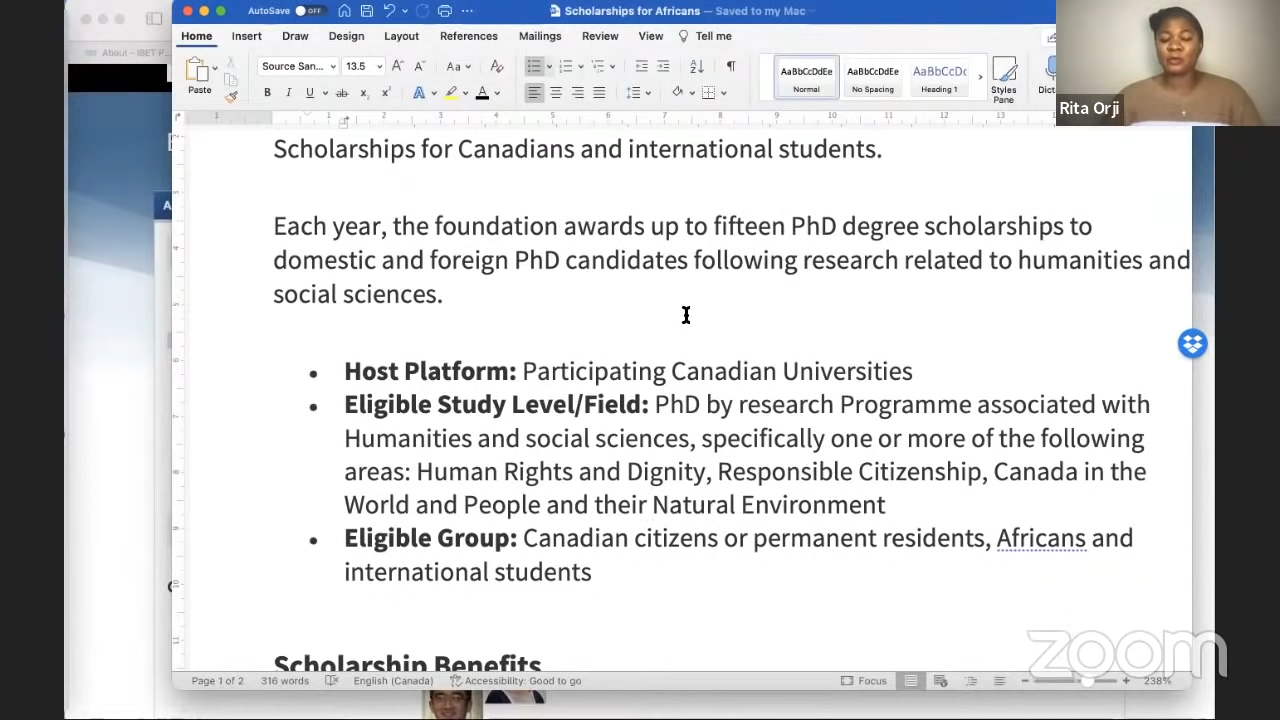 AutoSave OFF
Scholarships for Africans — Saved to my Mac
About – IBET P...
Home Insert Draw Design Layout References Mailings Review View Tell me
Paste
Source San... 13.5
AaBbCcDdEe AaBbCcDdEe AaBbCcDc
Normal No Spacing Heading 1
Styles Pane
Dict
Rita Orji
Scholarships for Canadians and international students.
Each year, the foundation awards up to fifteen PhD degree scholarships to
domestic and foreign PhD candidates following research related to humanities and
social sciences.
• Host Platform: Participating Canadian Universities
• Eligible Study Level/Field: PhD by research Programme associated with
Humanities and social sciences, specifically one or more of the following
areas: Human Rights and Dignity, Responsible Citizenship, Canada in the
World and People and their Natural Environment
• Eligible Group: Canadian citizens or permanent residents, Africans and
international students
Scholarship Benefits
zoom
Page 1 of 2 316 words English (Canada) Accessibility: Good to go Focus 238%